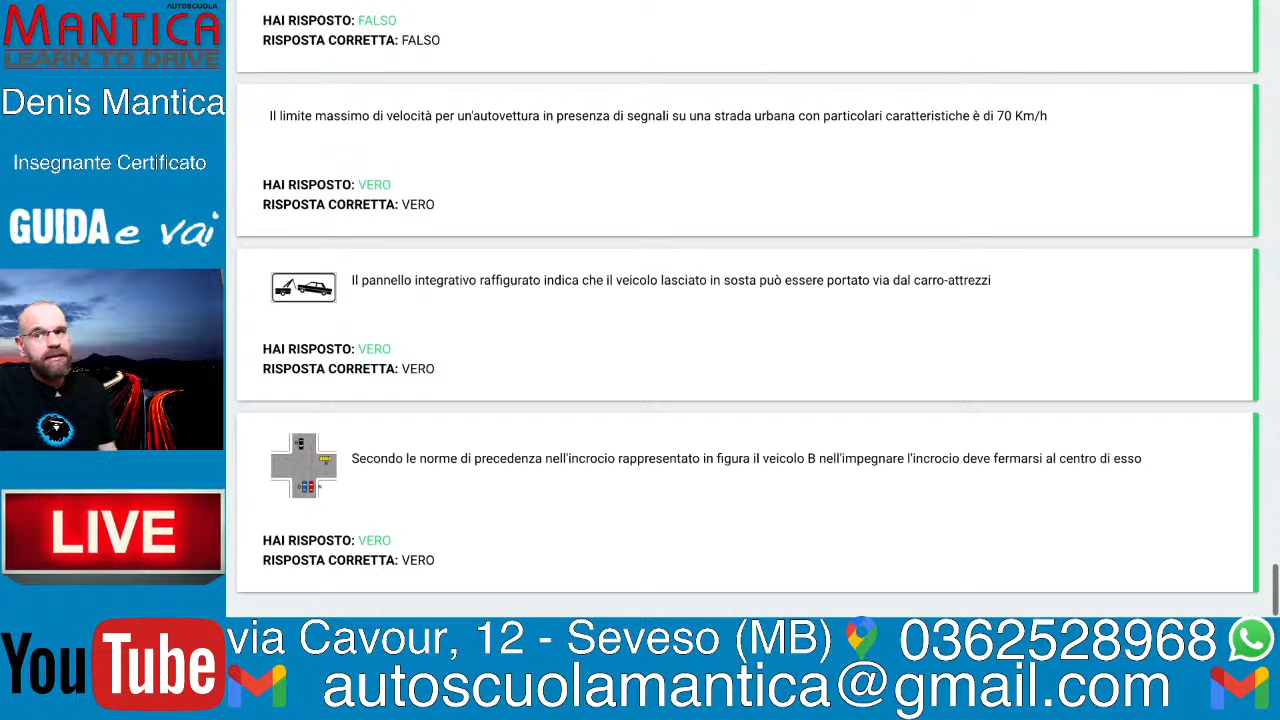 AUTOSCUOLA
MANTICA
LEARN TO DRIVE
Denis Mantica
Insegnante Certificato
GUIDA e vai
LIVE
You Tube
HAI RISPOSTO: FALSO
RISPOSTA CORRETTA: FALSO
Il limite massimo di velocità per un'autovettura in presenza di segnali su una strada urbana con particolari caratteristiche è di 70 Km/h
HAI RISPOSTO: VERO
RISPOSTA CORRETTA: VERO
Il pannello integrativo raffigurato indica che il veicolo lasciato in sosta può essere portato via dal carro-attrezzi
HAI RISPOSTO: VERO
RISPOSTA CORRETTA: VERO
Secondo le norme di precedenza nell'incrocio rappresentato in figura il veicolo B nell'impegnare l'incrocio deve fermarsi al centro di esso
HAI RISPOSTO: VERO
RISPOSTA CORRETTA: VERO
via Cavour, 12 - Seveso (MB) 0362528968
autoscuolamantica@gmail.com